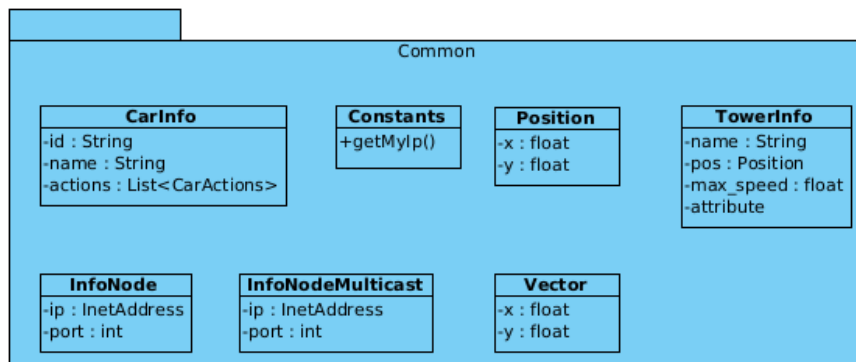 Common
CarInfo
-id : String
-name : String
-actions : List<CarActions>
Constants
+getMyIp()
Position
-x : float
-y : float
TowerInfo
-name : String
-pos : Position
-max_speed : float
-attribute
InfoNode
-ip : InetAddress
-port : int
InfoNodeMulticast
-ip : InetAddress
-port : int
Vector
-x : float
-y : float